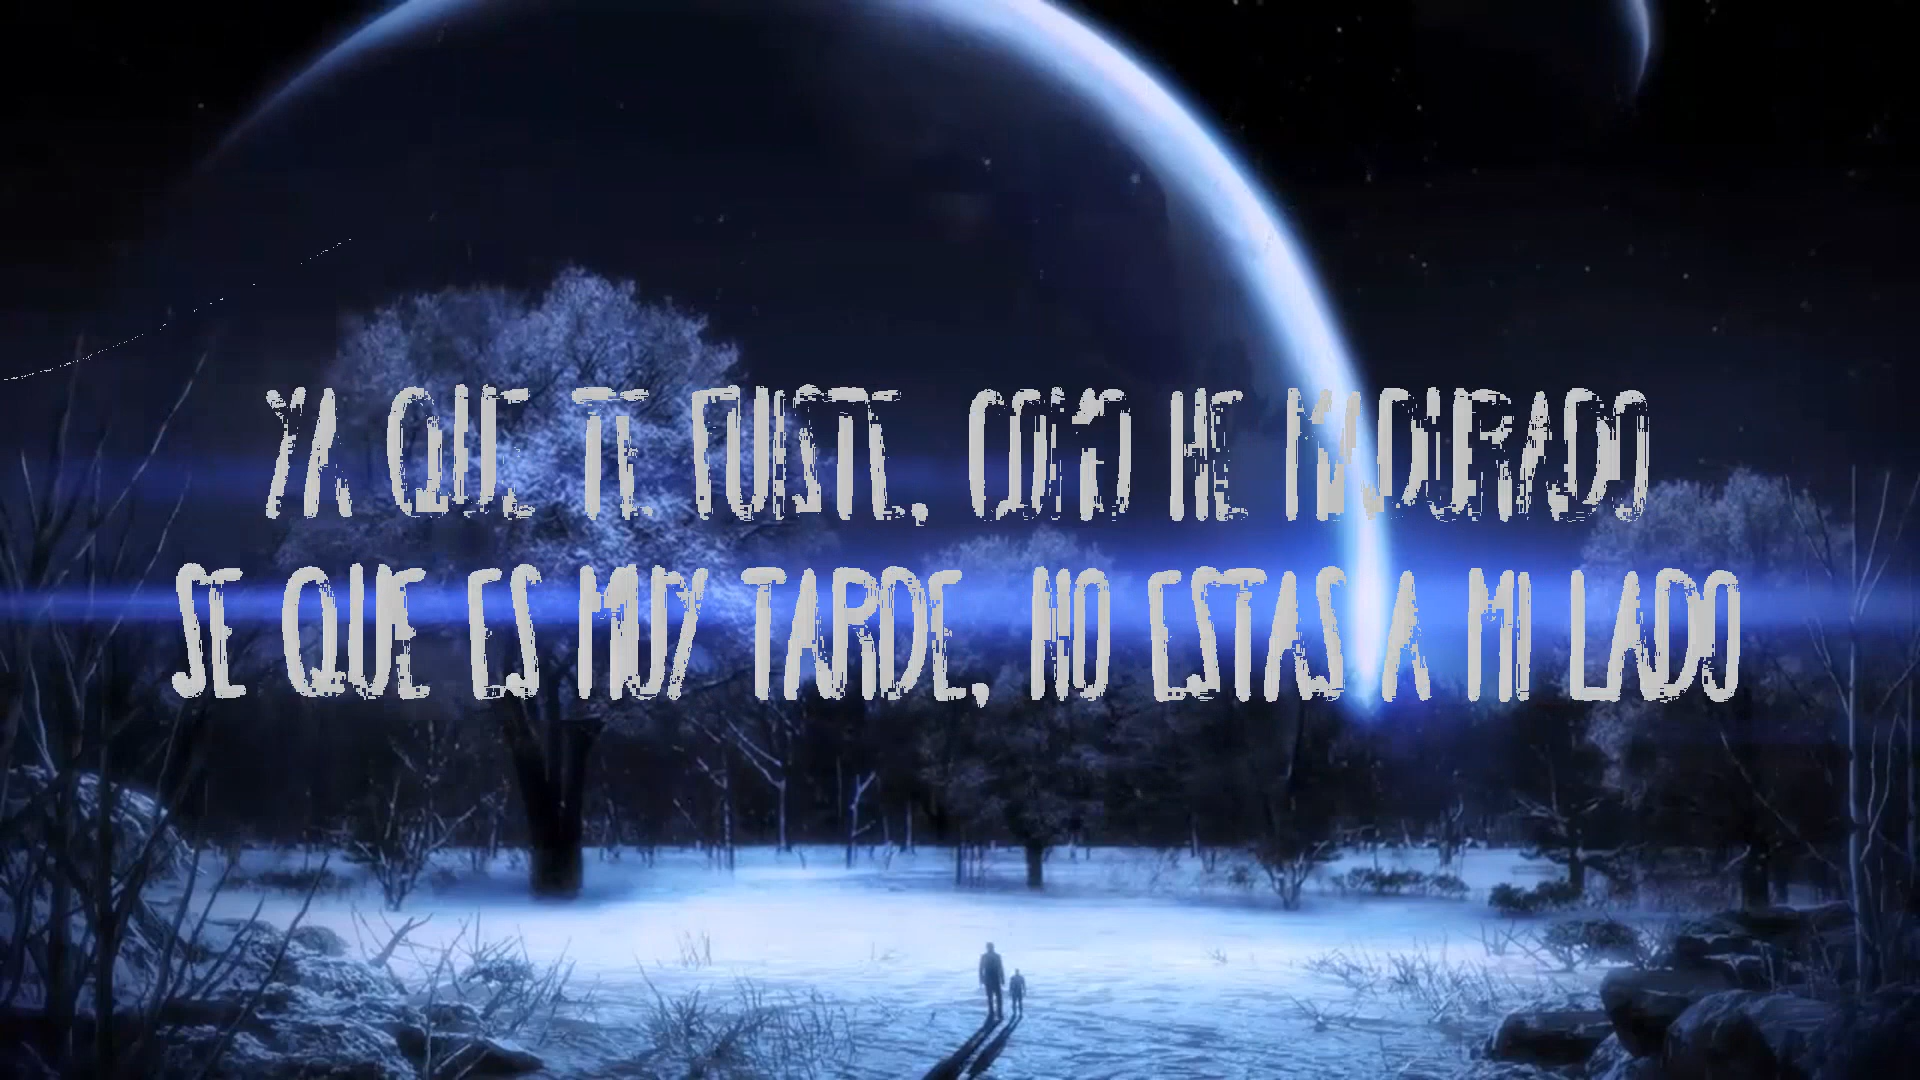 YA QUE TE FUISTE, COMO HE MADURADO
SE QUE ES MUY TARDE, NO ESTAS A MI LADO